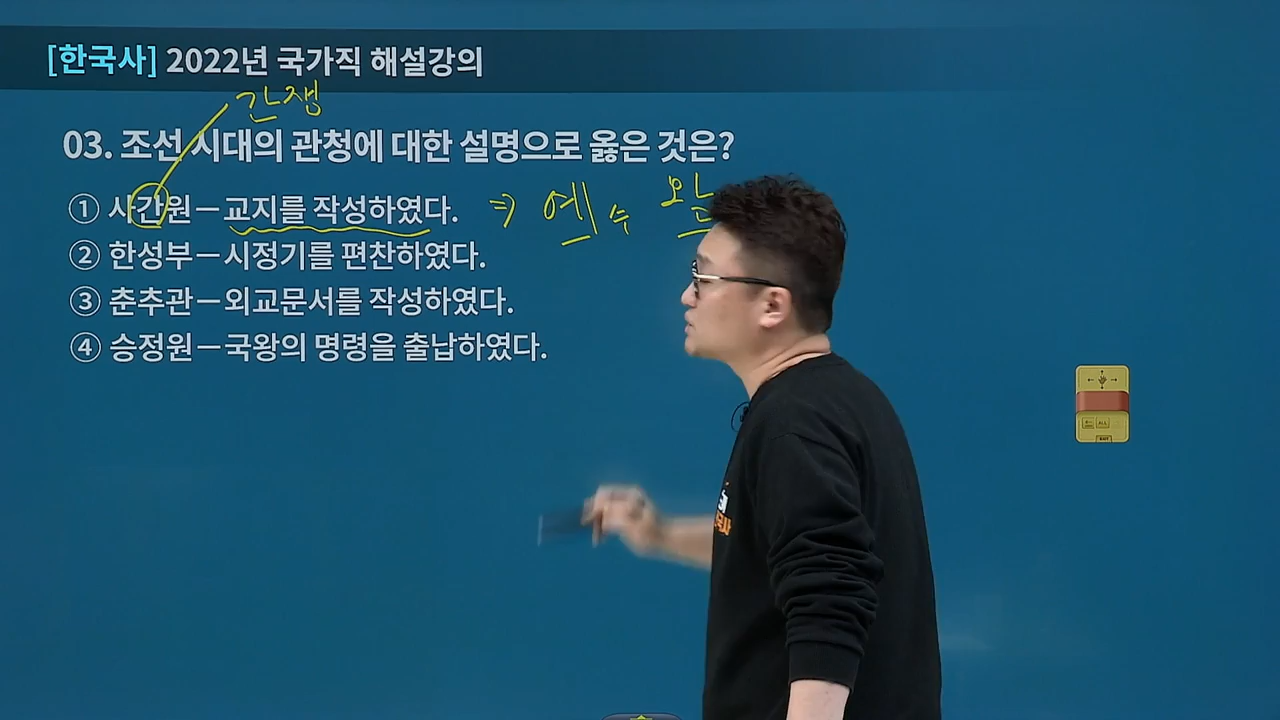 [한국사] 2022년 국가직 해설강의
간쟁
03. 조선 시대의 관청에 대한 설명으로 옳은 것은?
① 사간원－교지를 작성하였다. ⇒ 예
② 한성부－시정기를 편찬하였다.
③ 춘추관－외교문서를 작성하였다.
④ 승정원－국왕의 명령을 출납하였다.